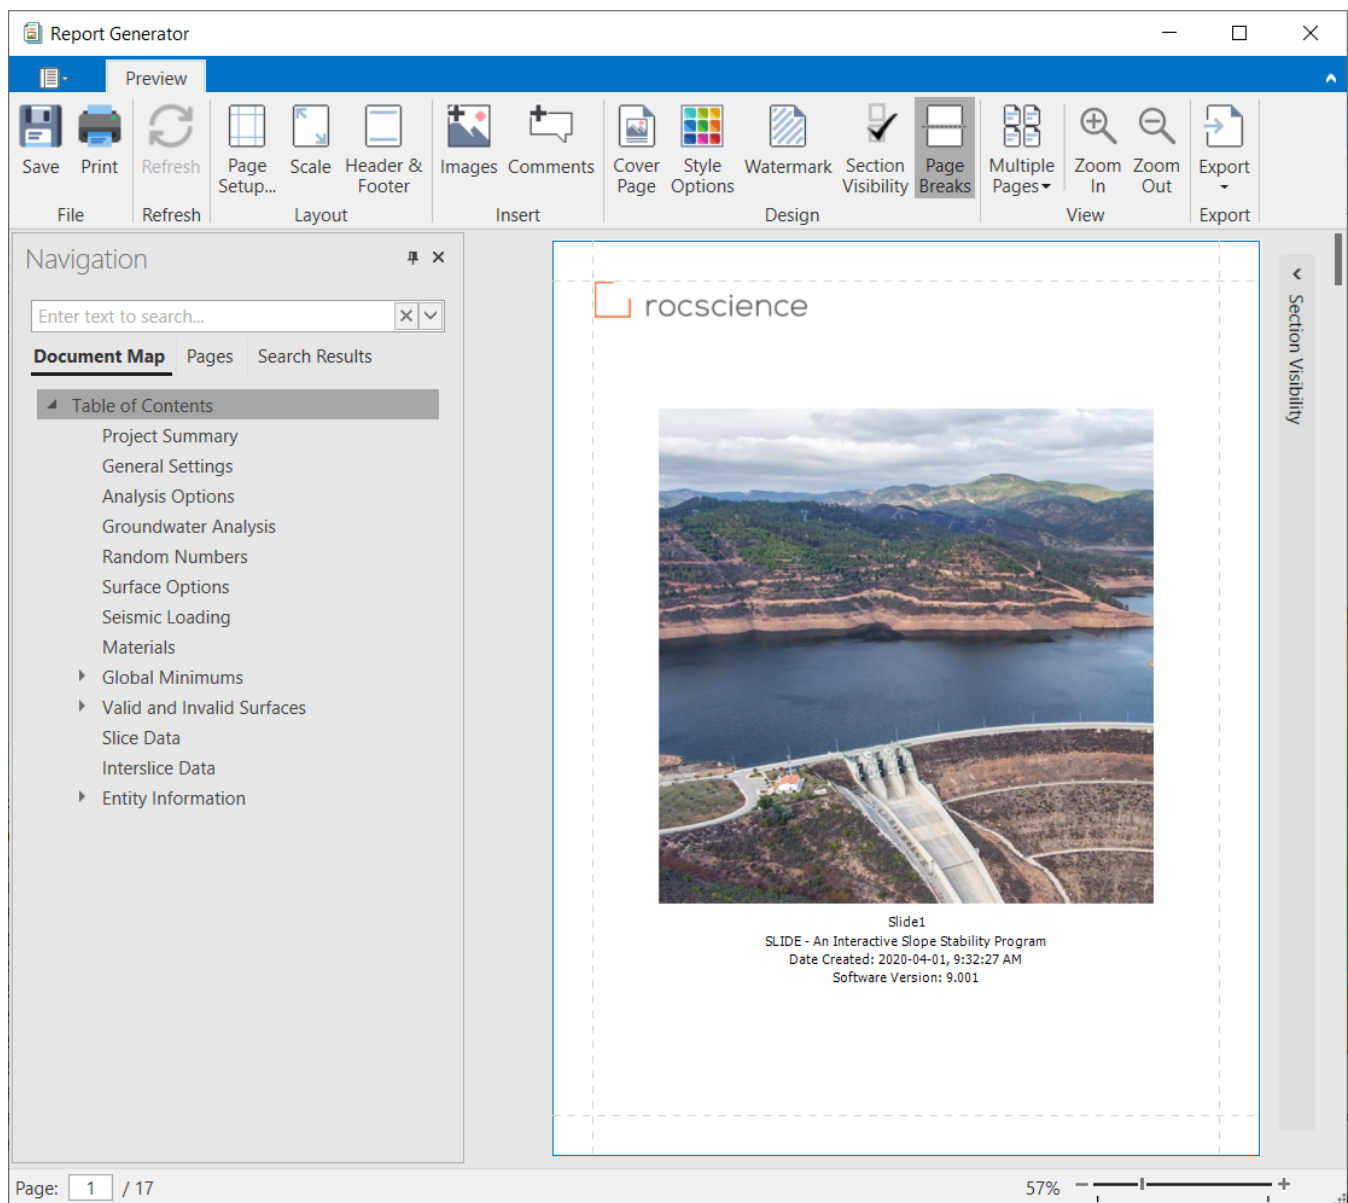 Report Generator
Preview
Save
Print
Refresh
Page
Setup...
Scale
Header &
Footer
Images
Comments
Cover
Page
Style
Options
Watermark
Section
Visibility
Page
Breaks
Multiple
Pages
Zoom
In
Zoom
Out
Export
File
Refresh
Layout
Insert
Design
View
Export
Navigation
Enter text to search...
Document Map
Pages
Search Results
Table of Contents
Project Summary
General Settings
Analysis Options
Groundwater Analysis
Random Numbers
Surface Options
Seismic Loading
Materials
Global Minimums
Valid and Invalid Surfaces
Slice Data
Interslice Data
Entity Information
rocscience
Slide1
SLIDE - An Interactive Slope Stability Program
Date Created: 2020-04-01, 9:32:27 AM
Software Version: 9.001
Section Visibility
Page: 1 / 17
57%